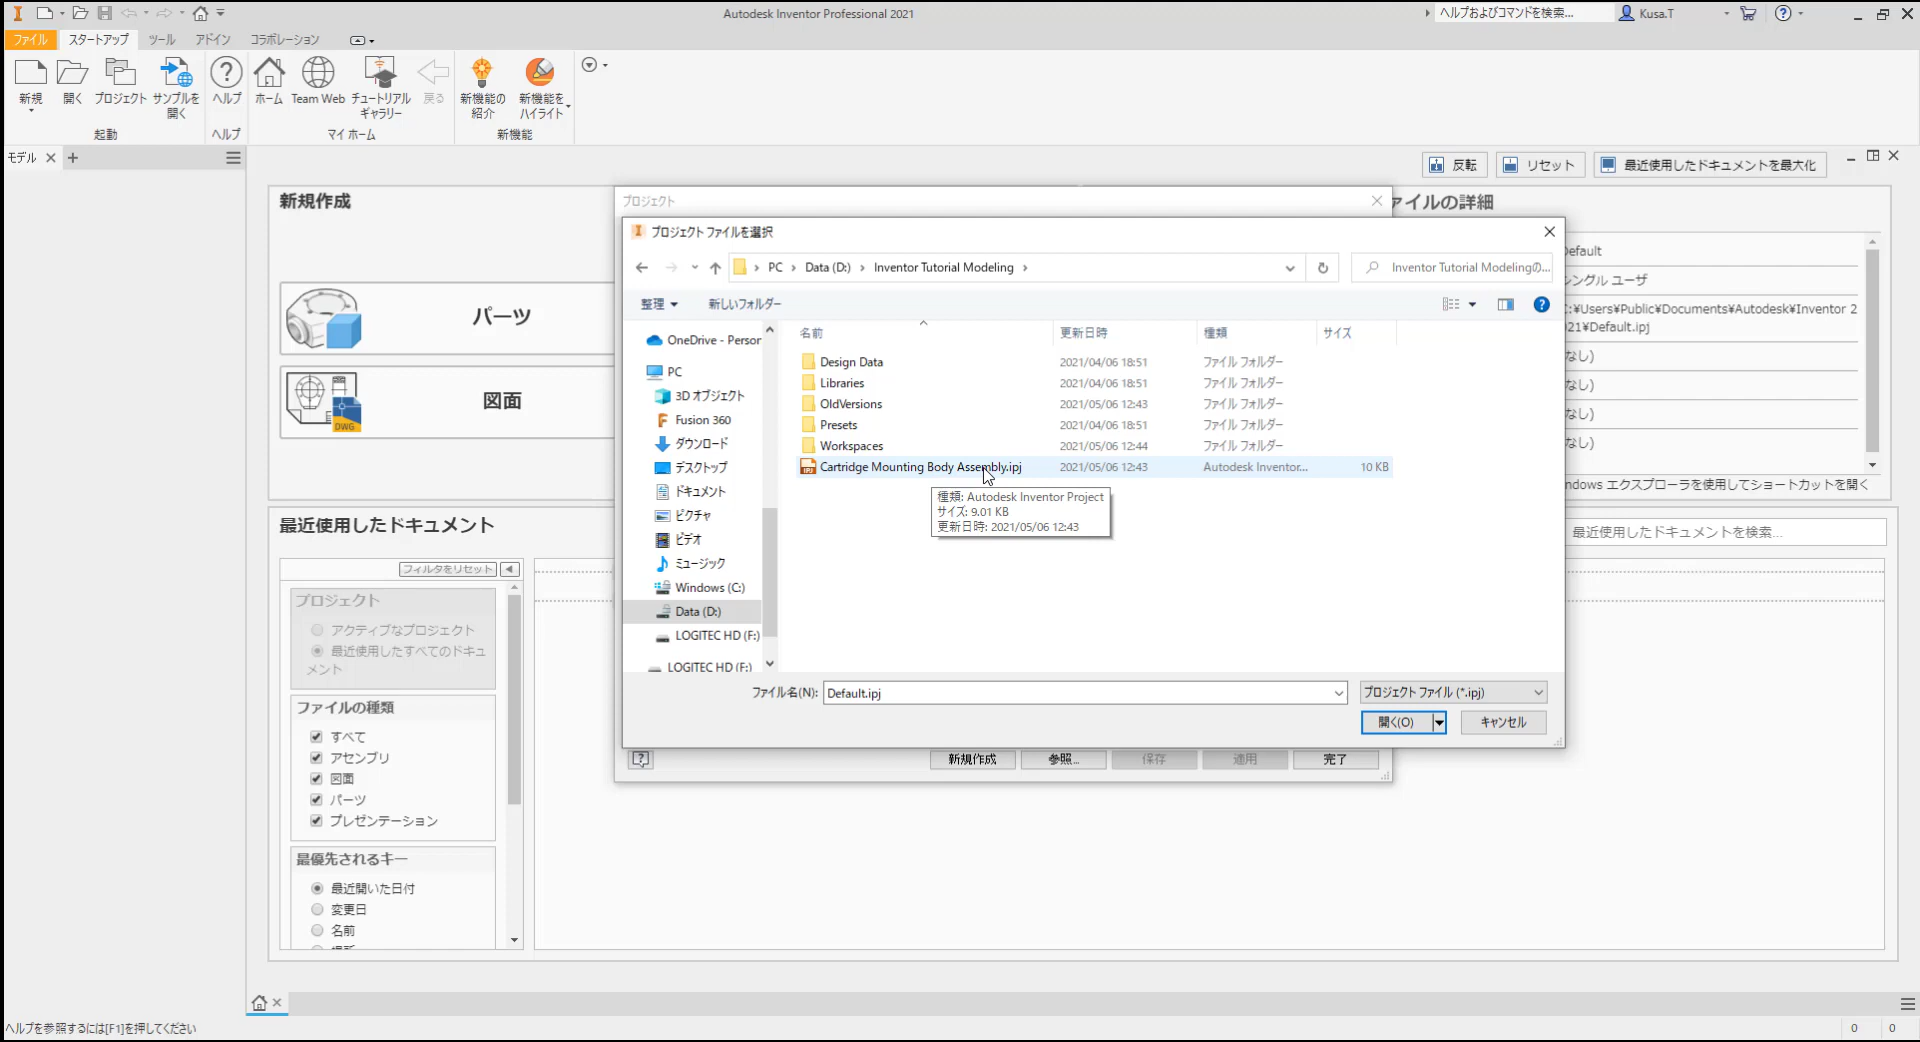 Autodesk Inventor Professional 2021
ヘルプおよびコマンドを検索...
Kusa.T
ファイル
スタートアップ
ツール
アドイン
コラボレーション
新規
開く
プロジェクト
サンプルを
開く
ヘルプ
ホーム
Team Web
チュートリアル
ギャラリー
戻る
新機能の
紹介
新機能を
ハイライト
起動
ヘルプ
マイ ホーム
新機能
モデル
反転
リセット
最近使用したドキュメントを最大化
新規作成
パーツ
図面
DWG
プロジェクト
ァイルの詳細
プロジェクト ファイルを選択
PC
Data (D:)
Inventor Tutorial Modeling
Inventor Tutorial Modelingの...
整理
新しいフォルダー
OneDrive - Person
PC
3D オブジェクト
Fusion 360
ダウンロード
デスクトップ
ドキュメント
ピクチャ
ビデオ
ミュージック
Windows (C:)
Data (D:)
LOGITEC HD (F:)
LOGITEC HD (F:)
名前
更新日時
種類
サイズ
Design Data
2021/04/06 18:51
ファイル フォルダー
Libraries
2021/04/06 18:51
ファイル フォルダー
OldVersions
2021/05/06 12:43
ファイル フォルダー
Presets
2021/04/06 18:51
ファイル フォルダー
Workspaces
2021/05/06 12:44
ファイル フォルダー
Cartridge Mounting Body Assembly.ipj
2021/05/06 12:43
Autodesk Inventor...
10 KB
種類: Autodesk Inventor Project
サイズ: 9.01 KB
更新日時: 2021/05/06 12:43
ファイル名(N):
Default.ipj
プロジェクト ファイル (*.ipj)
開く(O)
キャンセル
新規作成
参照...
保存
適用
完了
efault
シングル ユーザ
:¥Users¥Public¥Documents¥Autodesk¥Inventor 2
21¥Default.ipj
なし)
なし)
なし)
なし)
ndows エクスプローラを使用してショートカットを開く
最近使用したドキュメント
最近使用したドキュメントを検索...
フィルタをリセット
プロジェクト
アクティブなプロジェクト
最近使用したすべてのドキュ
メント
ファイルの種類
すべて
アセンブリ
図面
パーツ
プレゼンテーション
最優先されるキー
最近開いた日付
変更日
名前
ヘルプを参照するには[F1]を押してください
0
0